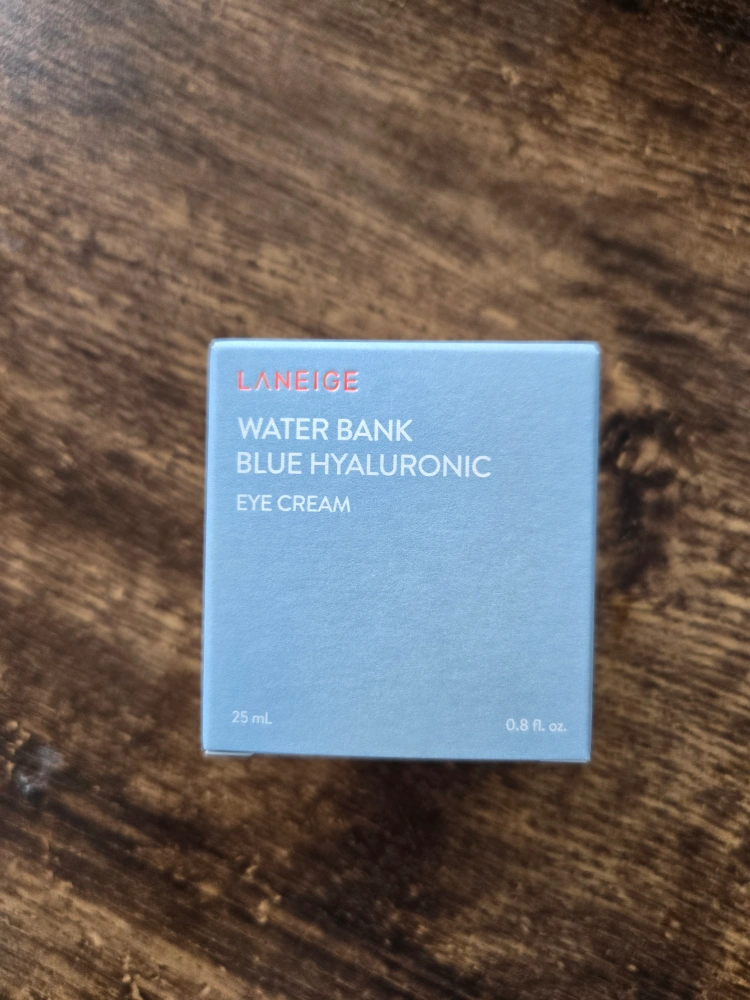 LANEIGE
WATER BANK
BLUE HYALURONIC
EYE CREAM
25 mL
0.8 fl. oz.